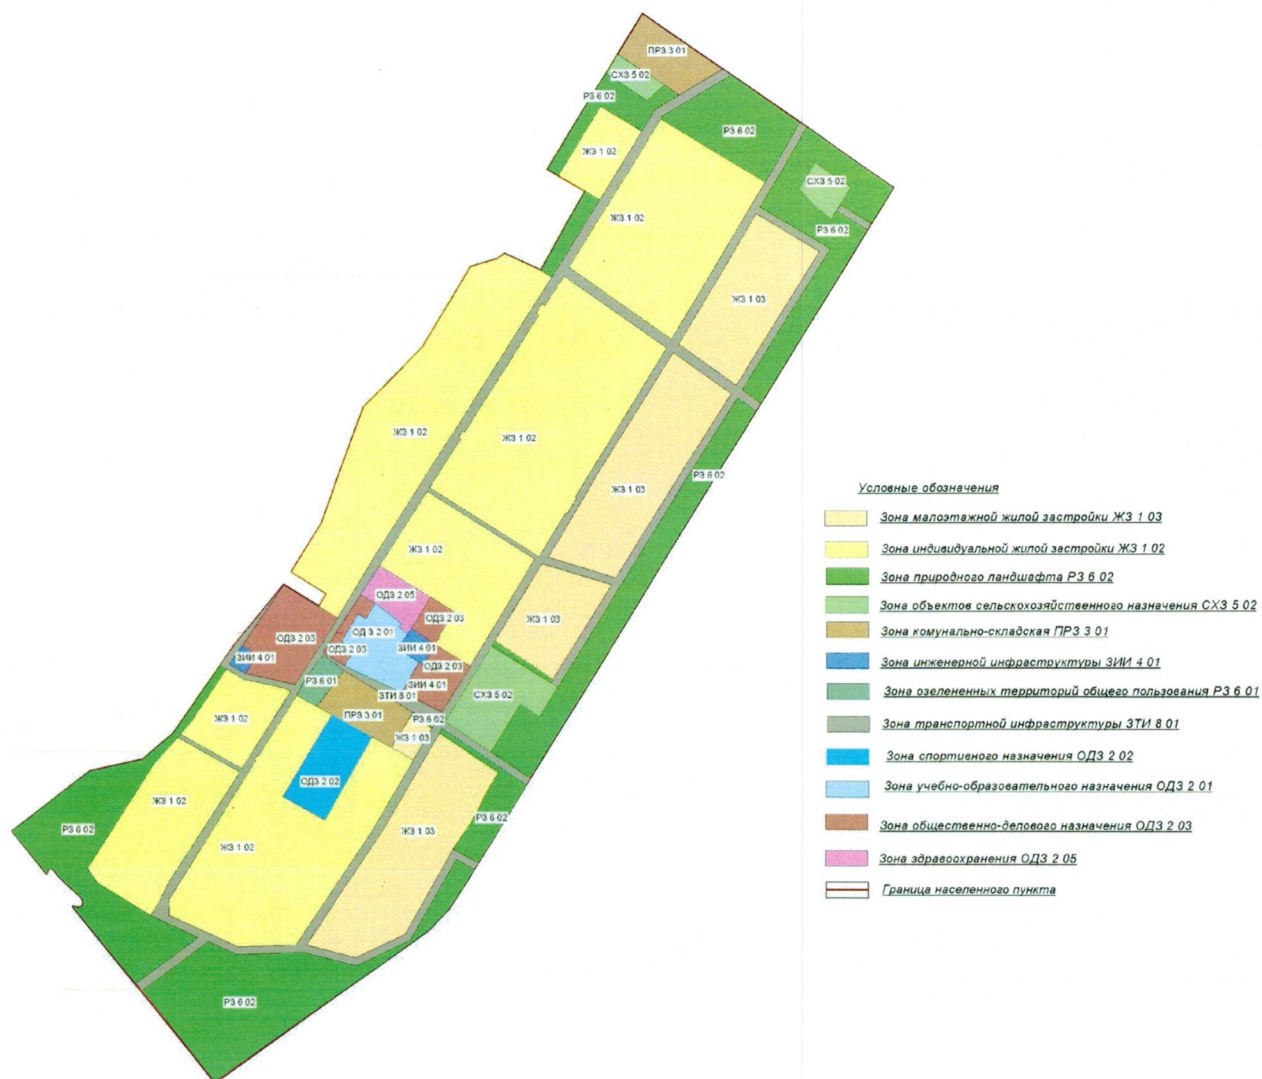 ПРЗ 3 01
СХЗ 5 02
РЗ 6 02
РЗ 6 02
ЖЗ 1 02
СХЗ 5 02
ЖЗ 1 02
РЗ 6 02
ЖЗ 1 03
ЖЗ 1 02
ЖЗ 1 02
РЗ 6 02
ЖЗ 1 03
ЖЗ 1 02
ОДЗ 2 05
ОДЗ 2 03
ЖЗ 1 03
ОДЗ 2 01
ОДЗ 2 03
ОДЗ 2 03
ЗИИ 4 01
ЗИИ 4 01
ОДЗ 2 03
РЗ 6 01
ЗИИ 4 01
ЗТИ 8 01
СХЗ 5 02
ПРЗ 3 01
РЗ 6 02
ЖЗ 1 02
ЖЗ 1 03
ОДЗ 2 02
ЖЗ 1 02
РЗ 6 02
РЗ 6 02
ЖЗ 1 03
ЖЗ 1 02
РЗ 6 02
Условные обозначения
Зона малоэтажной жилой застройки ЖЗ 1 03
Зона индивидуальной жилой застройки ЖЗ 1 02
Зона природного ландшафта РЗ 6 02
Зона объектов сельскохозяйственного назначения СХЗ 5 02
Зона комунально-складская ПРЗ 3 01
Зона инженерной инфраструктуры ЗИИ 4 01
Зона озелененных территорий общего пользования РЗ 6 01
Зона транспортной инфраструктуры ЗТИ 8 01
Зона спортивного назначения ОДЗ 2 02
Зона учебно-образовательного назначения ОДЗ 2 01
Зона общественно-делового назначения ОДЗ 2 03
Зона здравоохранения ОДЗ 2 05
Граница населенного пункта